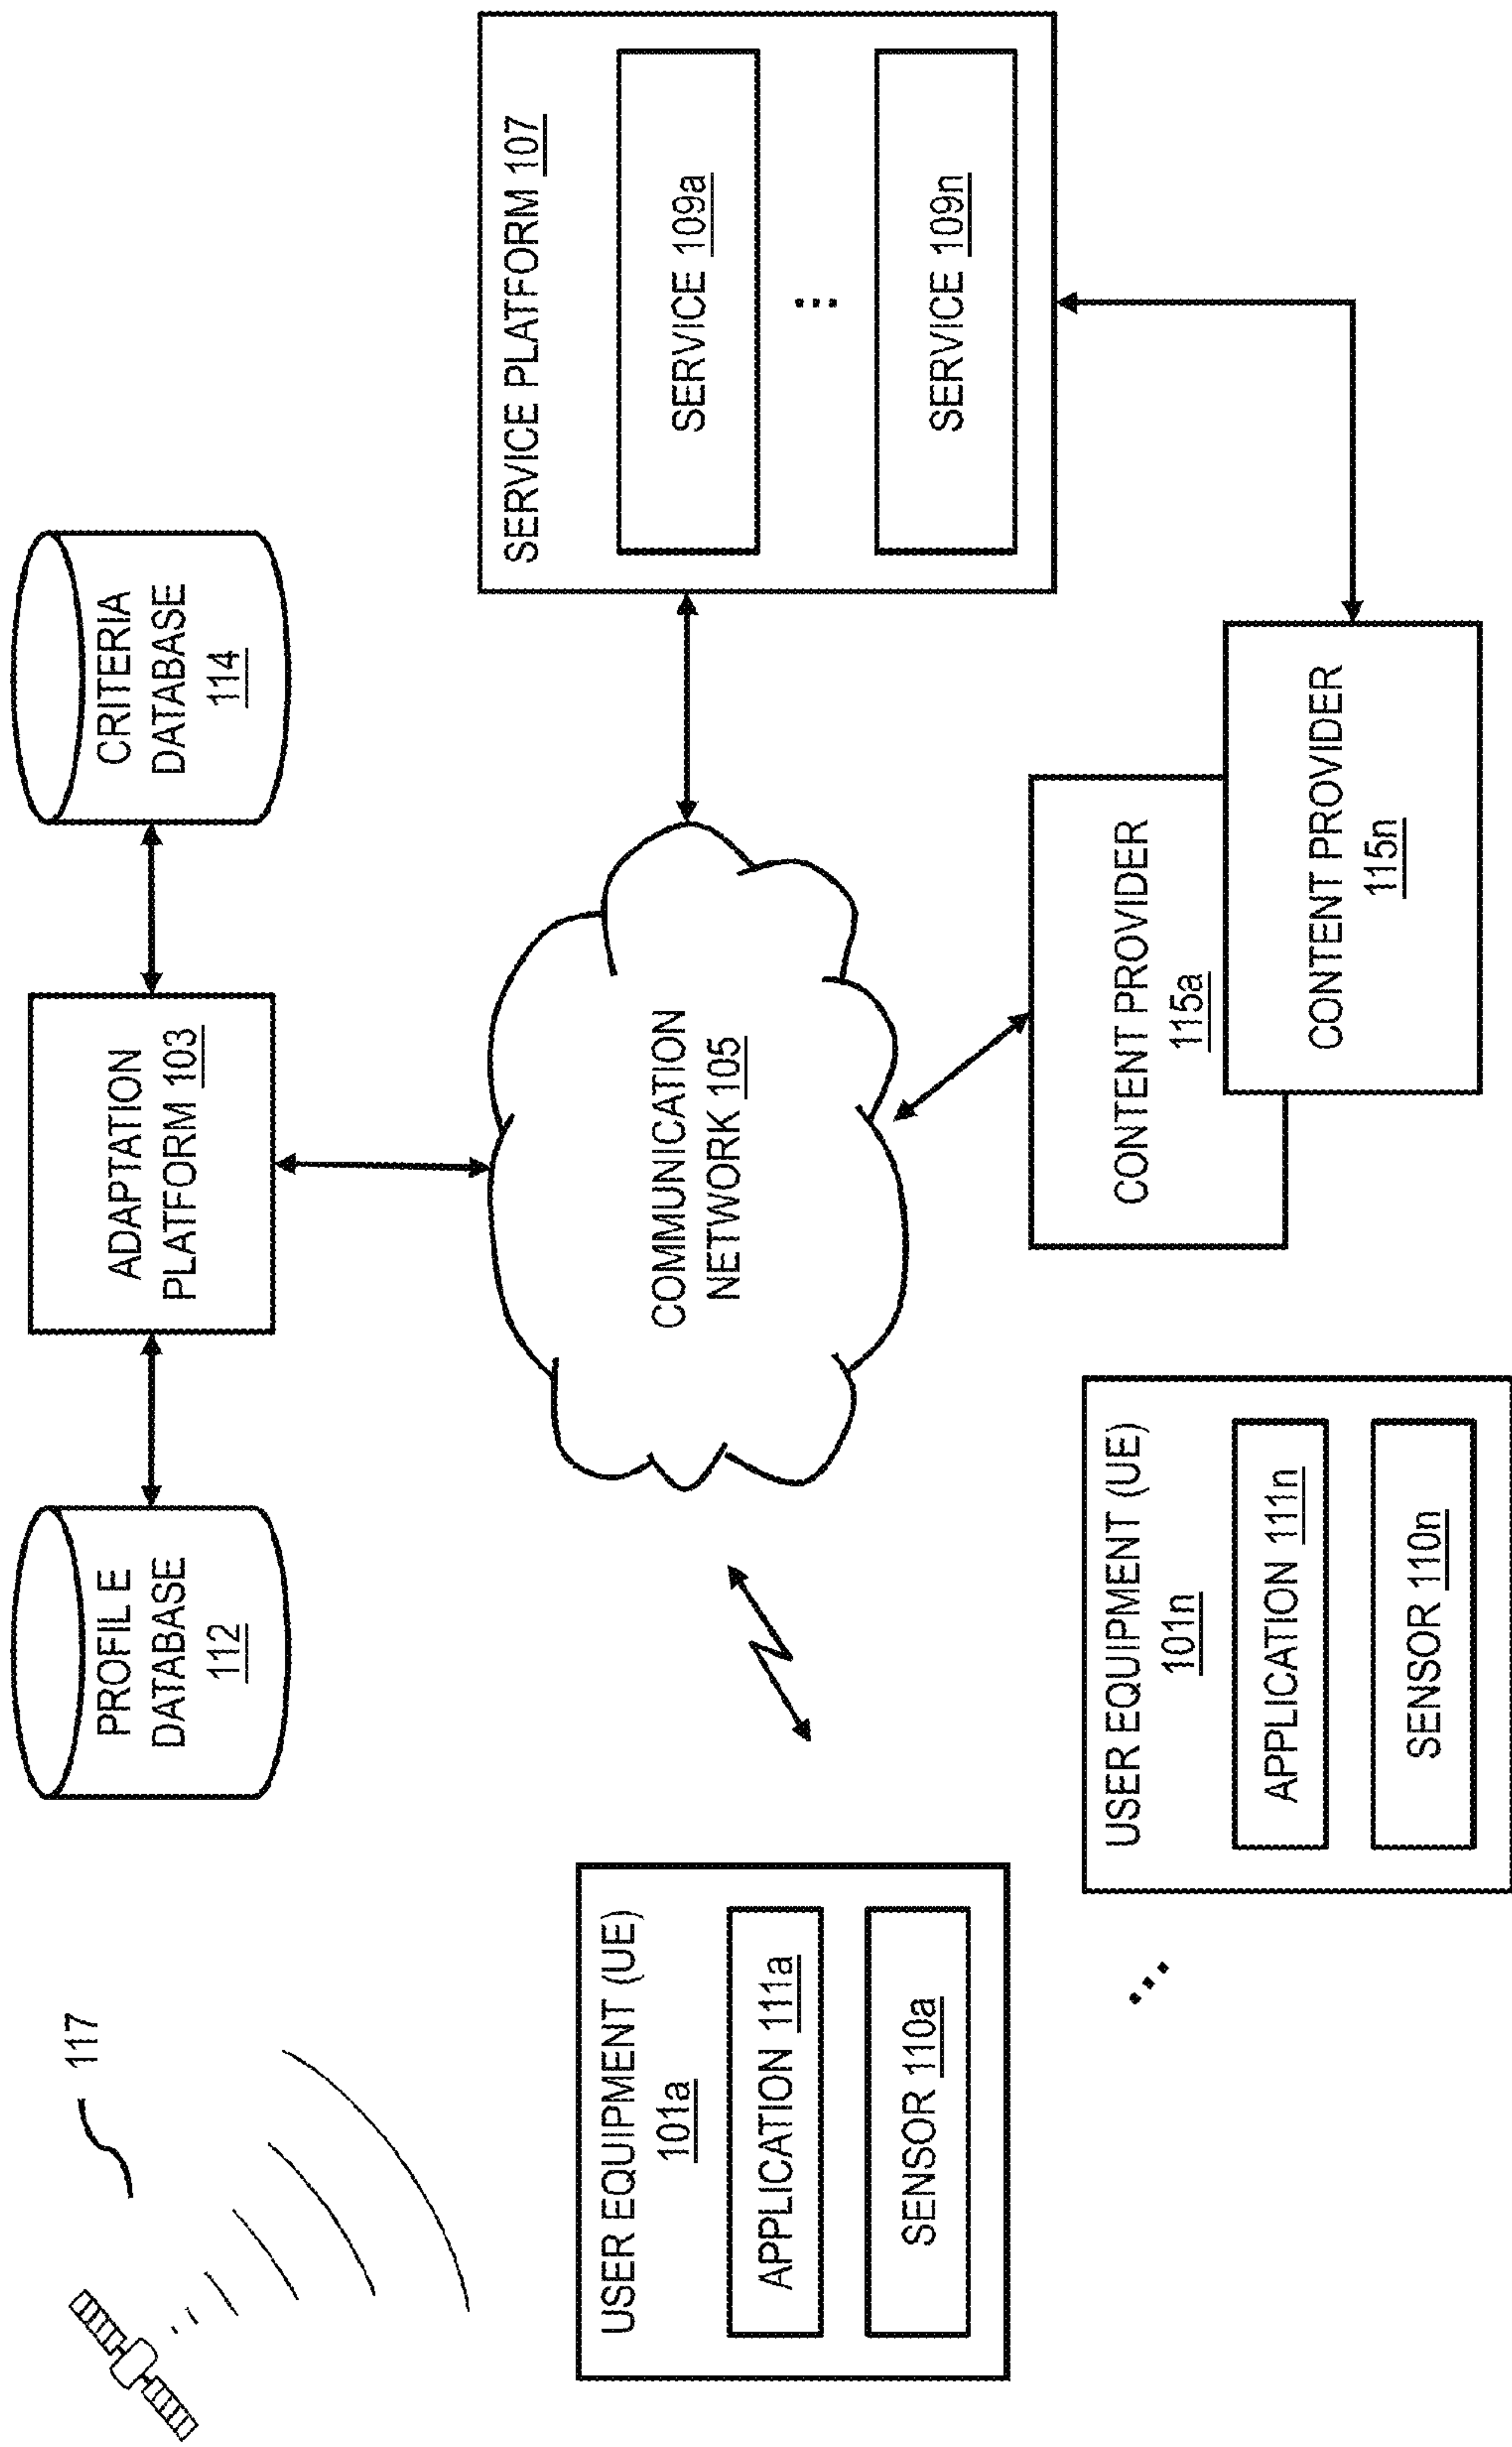 117
PROFILE
DATABASE
112
ADAPTATION
PLATFORM 103
CRITERIA
DATABASE
114
USER EQUIPMENT (UE)
101a
APPLICATION 111a
SENSOR 110a
...
USER EQUIPMENT (UE)
101n
APPLICATION 111n
SENSOR 110n
COMMUNICATION
NETWORK 105
SERVICE PLATFORM 107
SERVICE 109a
...
SERVICE 109n
CONTENT PROVIDER
115a
CONTENT PROVIDER
115n